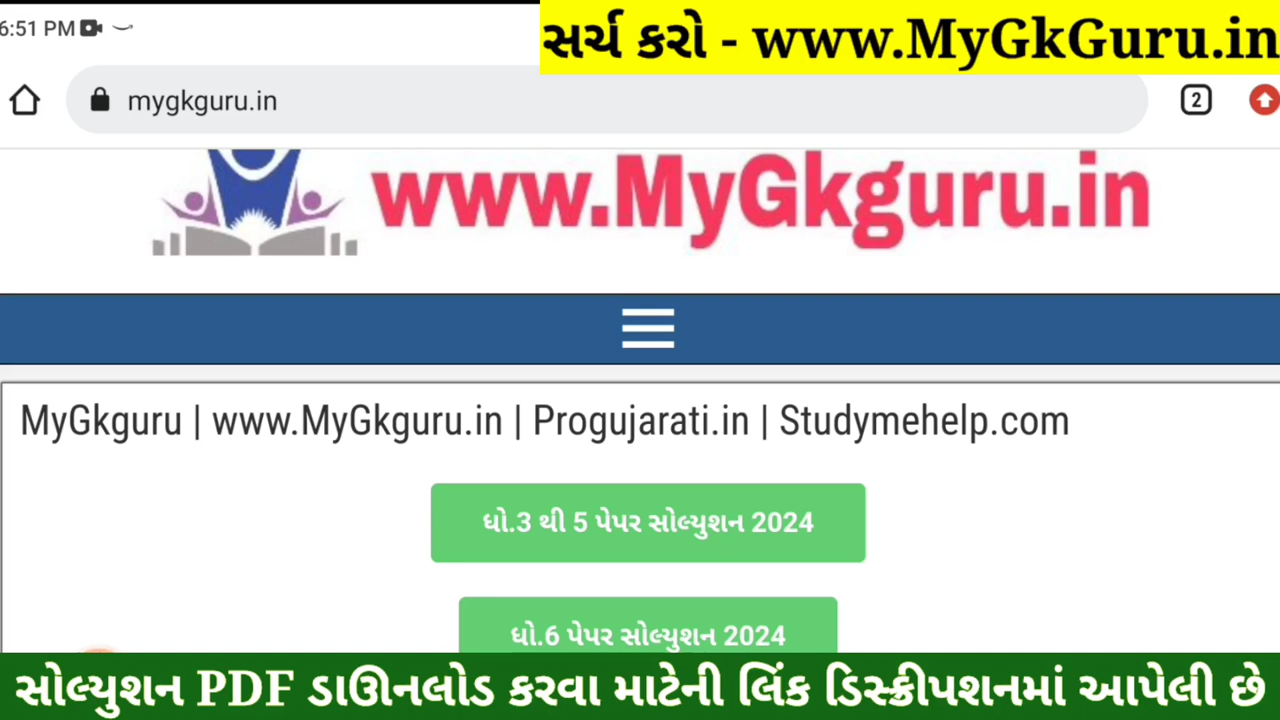 6:51 PM
સર્ચ કરો - www.MyGkGuru.in
mygkguru.in
2
www.MyGkguru.in
MyGkguru | www.MyGkguru.in | Progujarati.in | Studymehelp.com
ધો.3 થી 5 પેપર સોલ્યુશન 2024
ધો.6 પેપર સોલ્યુશન 2024
સોલ્યુશન PDF ડાઊનલોડ કરવા માટેની લિંક ડિસ્ક્રીપશનમાં આપેલી છે